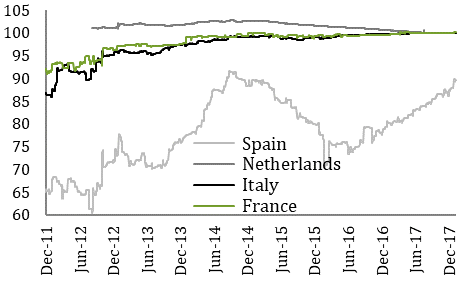 105
100
95
90
85
80
75
70
65
60
Spain
Netherlands
Italy
France
Dec-11
Jun-12
Dec-12
Jun-13
Dec-13
Jun-14
Dec-14
Jun-15
Dec-15
Jun-16
Dec-16
Jun-17
Dec-17